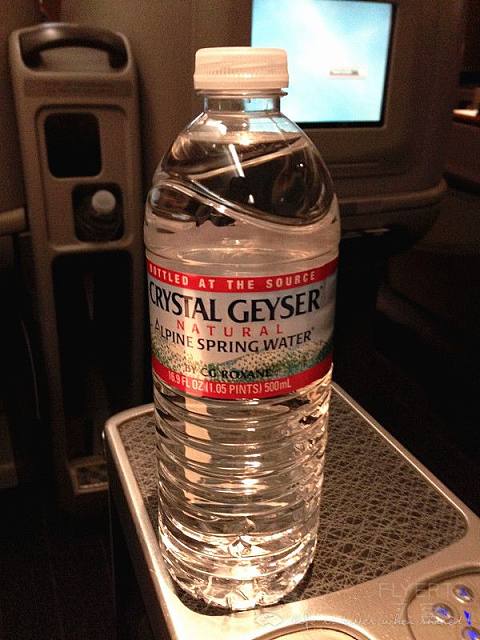 BOTTLED AT THE SOURCE
CRYSTAL GEYSER®
NATURAL
ALPINE SPRING WATER®
BY CG ROXANE
16.9 FL OZ (1.05 PINTS) 500mL
FLYERT